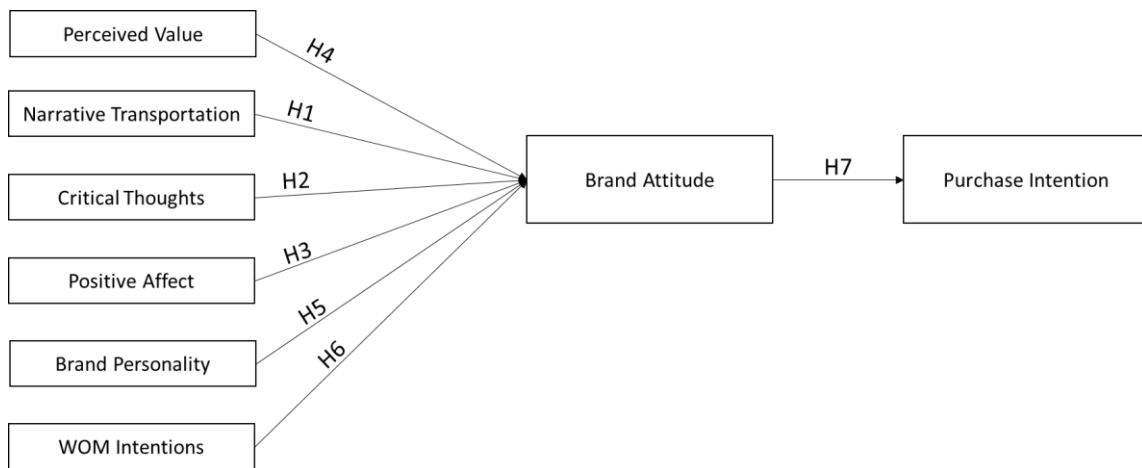 Perceived Value
H4
Narrative Transportation
H1
Critical Thoughts
H2
Positive Affect
H3
Brand Personality
H5
WOM Intentions
H6
Brand Attitude
H7
Purchase Intention